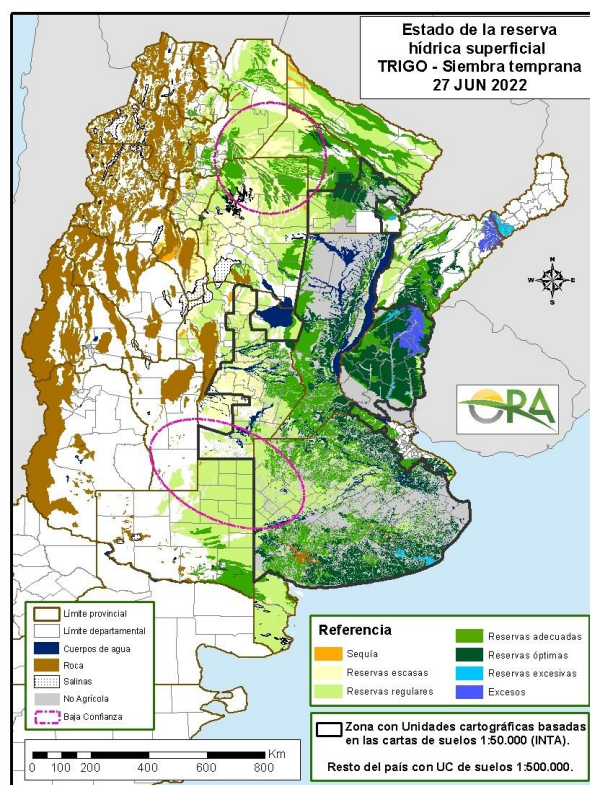 Estado de la reserva
hídrica superficial
TRIGO - Siembra temprana
27 JUN 2022
N
W
E
S
ORA
Límite provincial
Límite departamental
Cuerpos de agua
Roca
Salinas
No Agrícola
Baja Confianza
Referencia
Sequía
Reservas escasas
Reservas regulares
Reservas adecuadas
Reservas óptimas
Reservas excesivas
Excesos
Km
0 100 200 400 600 800
Zona con Unidades cartográficas basadas
en las cartas de suelos 1:50.000 (INTA).
Resto del país con UC de suelos 1:500.000.